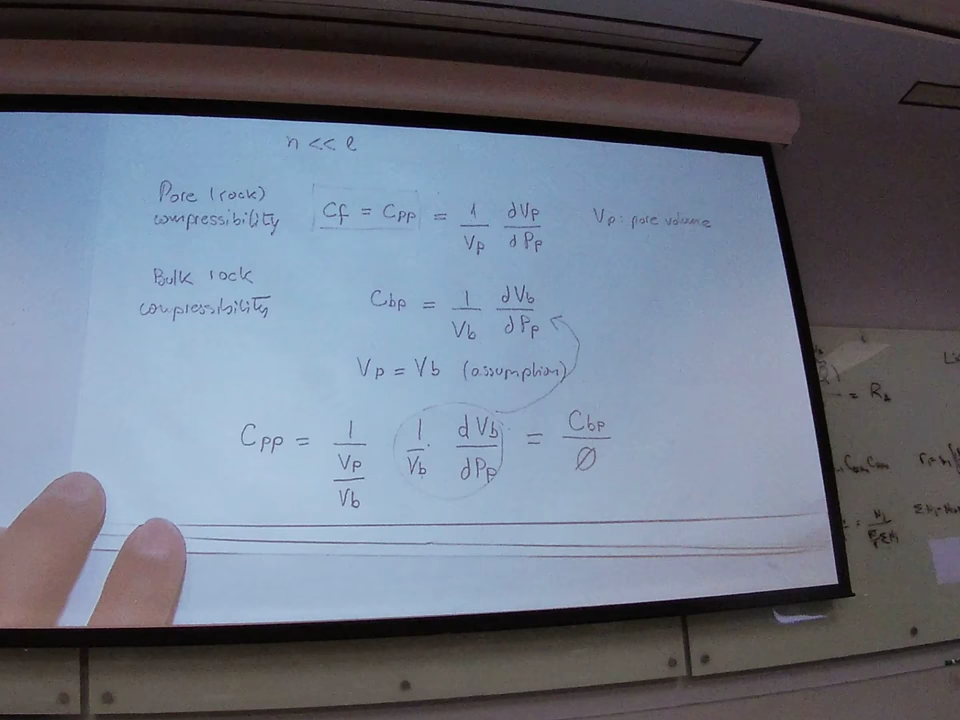 n << l
Pore (rock)
compressibility
Cf = Cpp = 1/Vp dVp/dPp
Vp: pore volume
Bulk rock
compressibility
Cbp = 1/Vb dVb/dPp
Vp = Vb (assumption)
Cpp = 1/(Vp/Vb) 1/Vb · dVb/dPp = Cbp/Ø
= RA